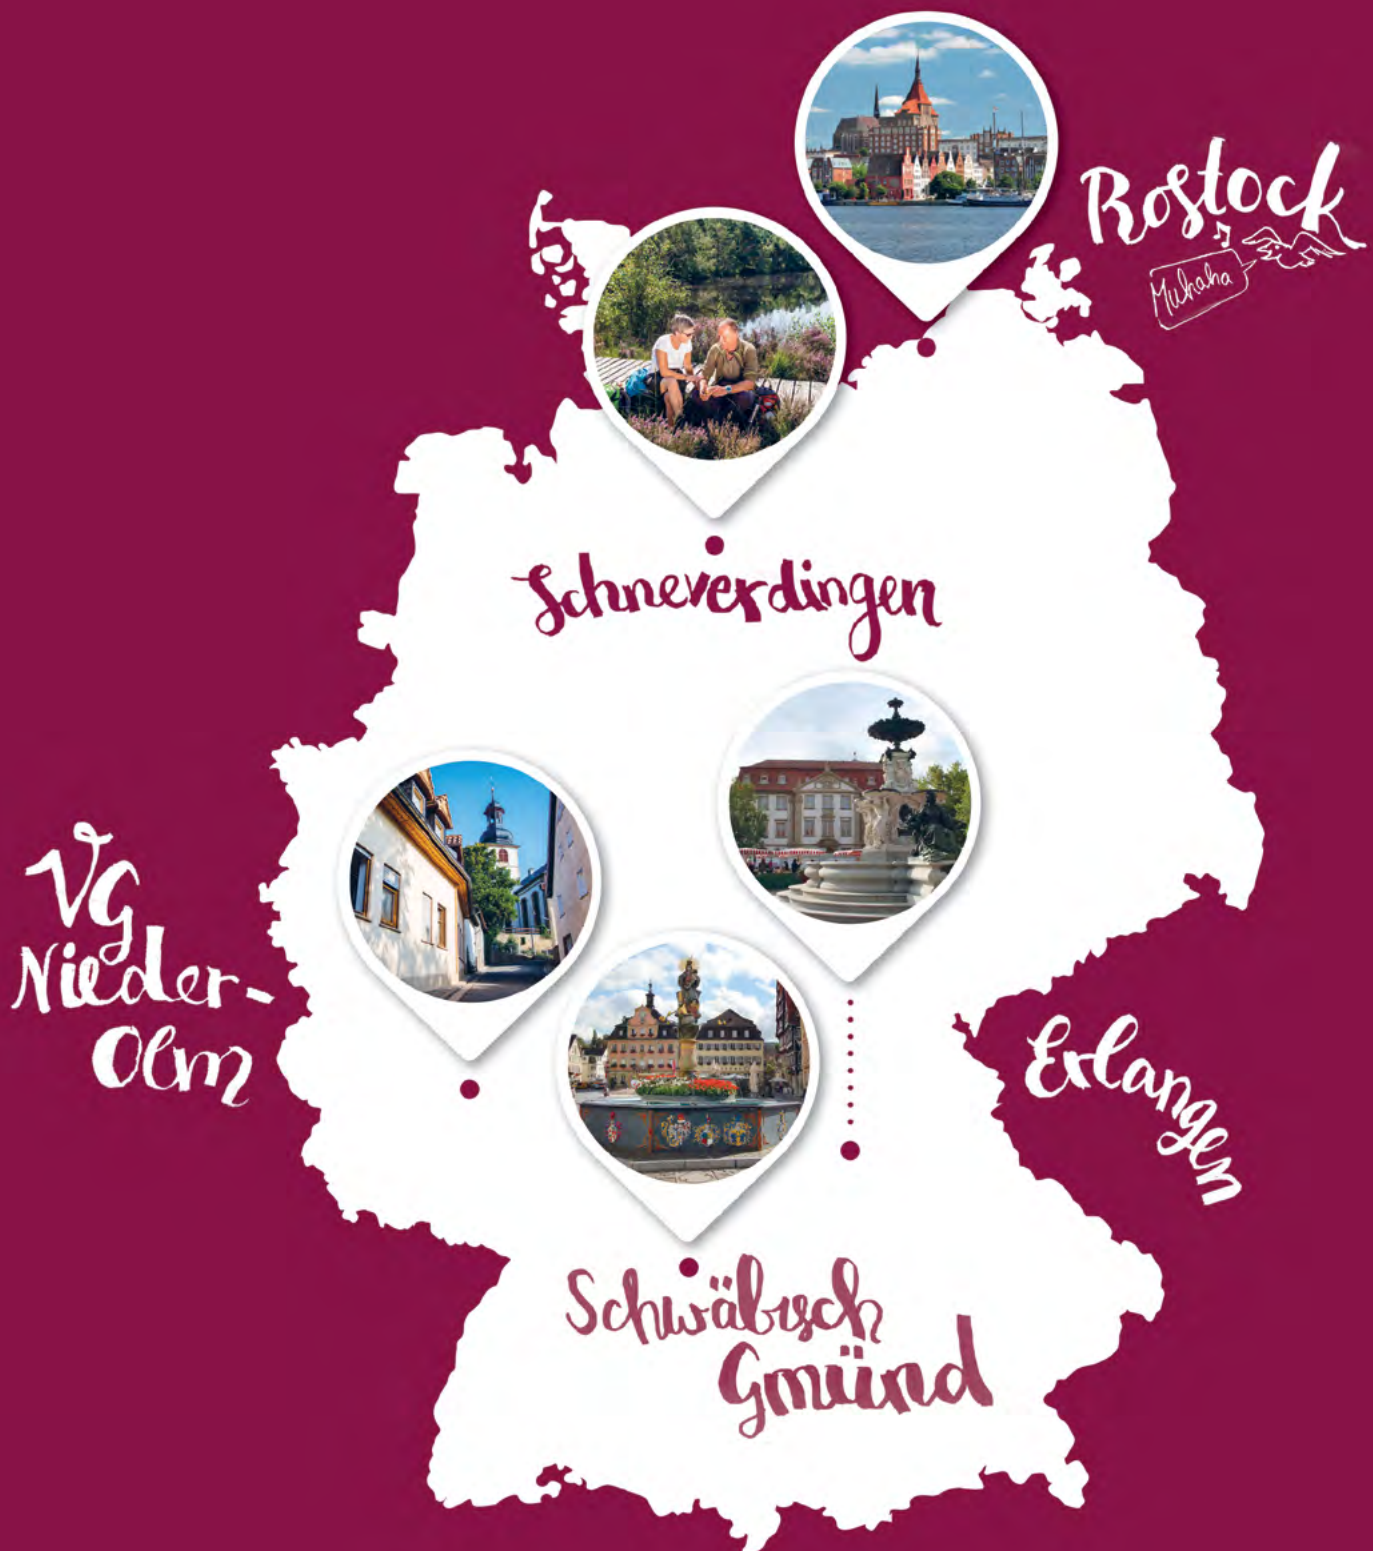 Rostock
Muhaha
Schneverdingen
VG
Nieder-
Olm
Erlangen
Schwäbisch
Gmünd